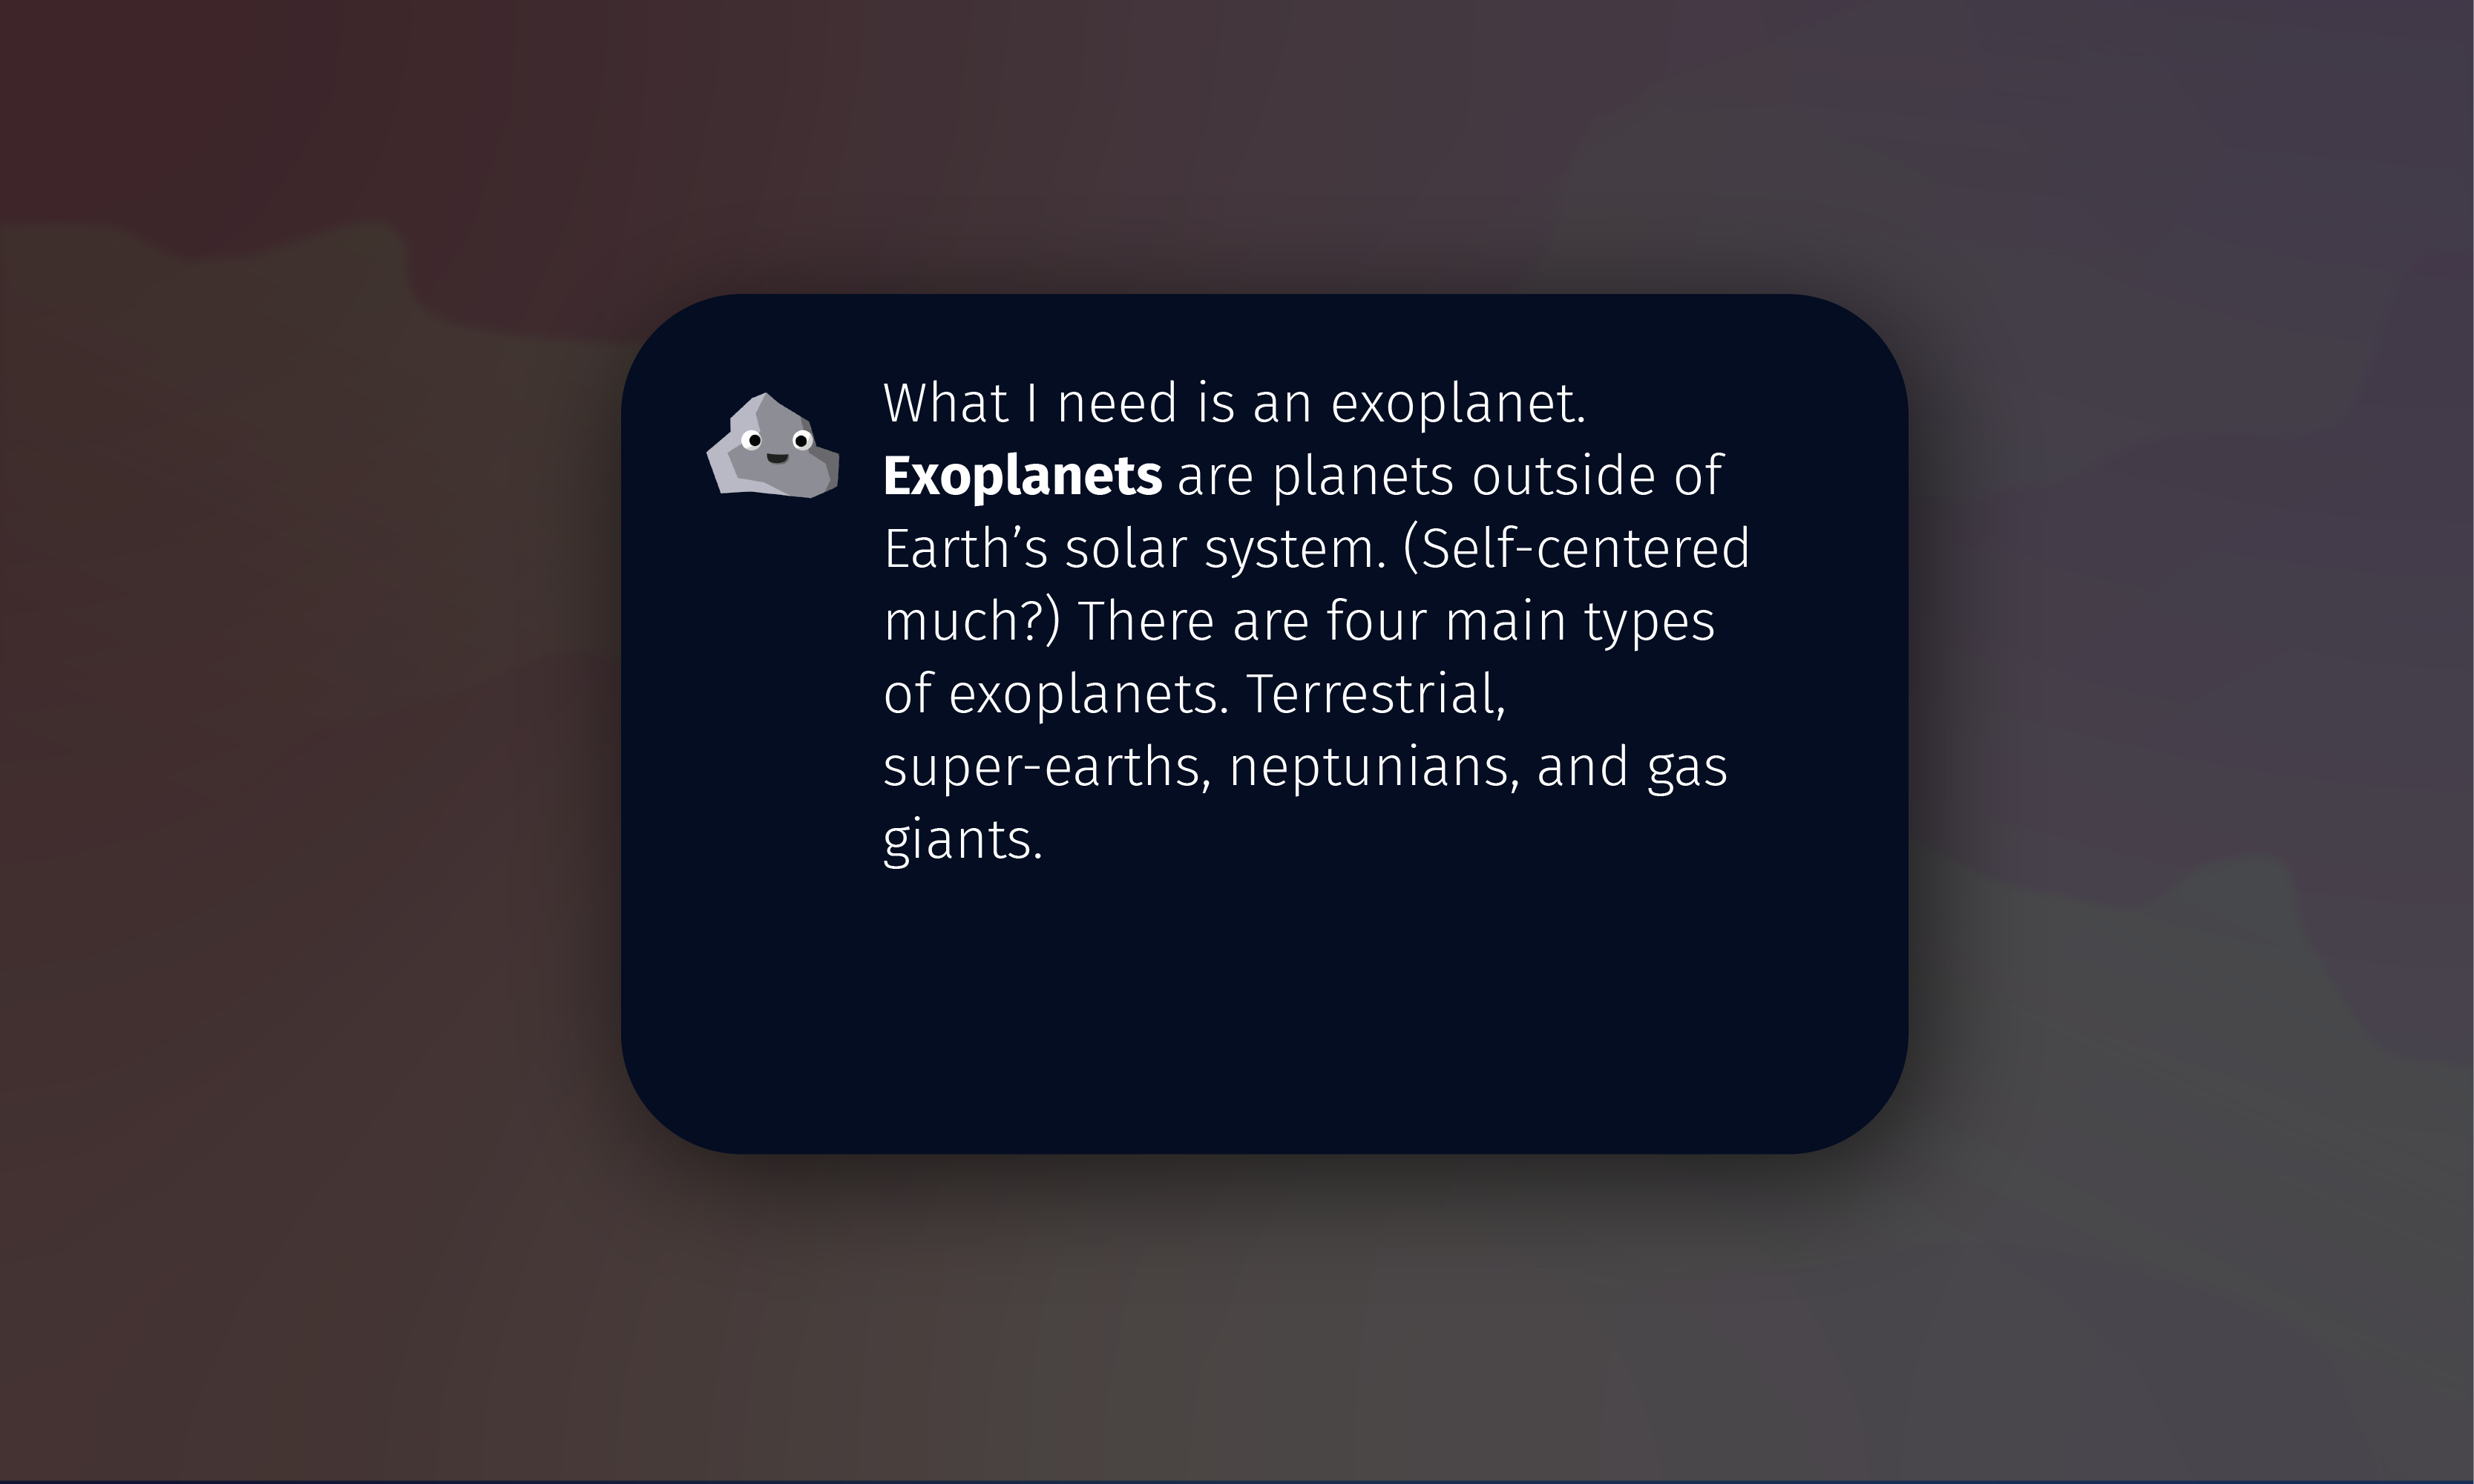 What I need is an exoplanet.
Exoplanets are planets outside of
Earth’s solar system. (Self-centered
much?) There are four main types
of exoplanets. Terrestrial,
super-earths, neptunians, and gas
giants.